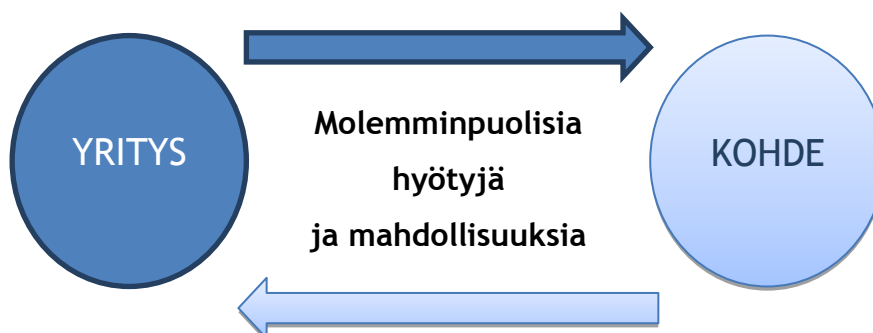 YRITYS
Molemminpuolisia
hyötyjä
ja mahdollisuuksia
KOHDE